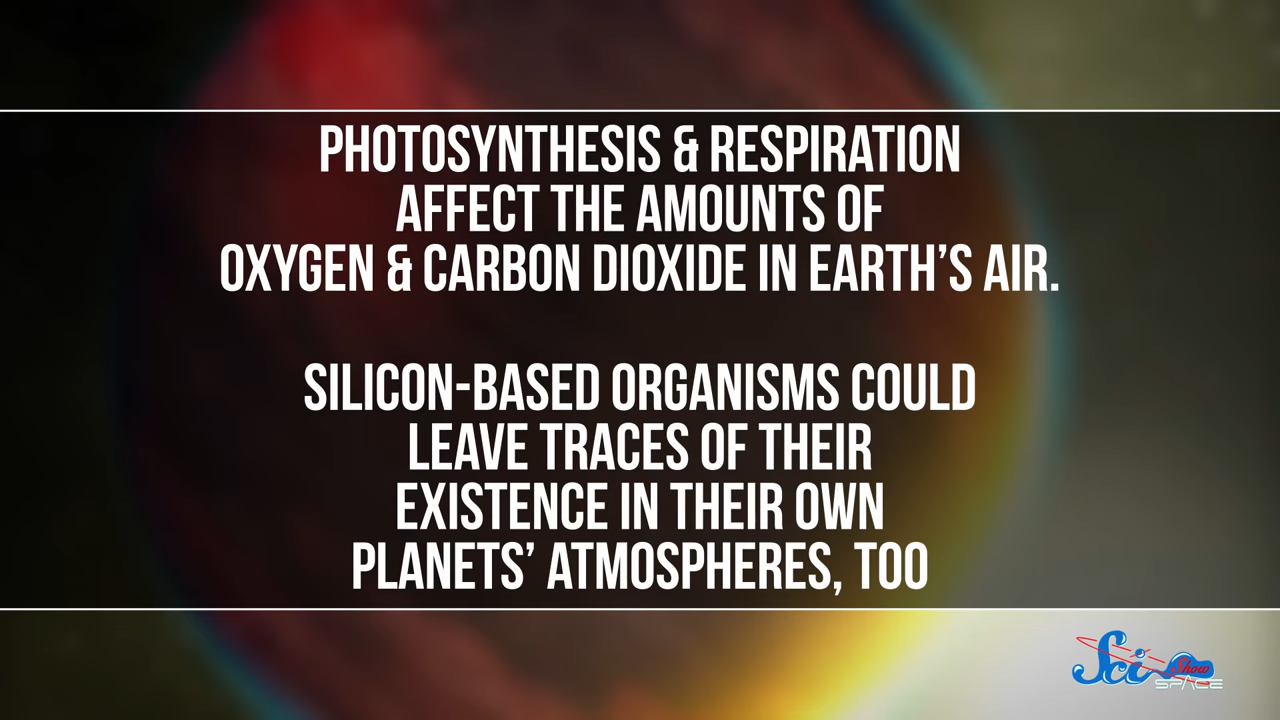 PHOTOSYNTHESIS & RESPIRATION
AFFECT THE AMOUNTS OF
OXYGEN & CARBON DIOXIDE IN EARTH’S AIR.
SILICON-BASED ORGANISMS COULD
LEAVE TRACES OF THEIR
EXISTENCE IN THEIR OWN
PLANETS’ ATMOSPHERES, TOO
Sci Show
SPACE